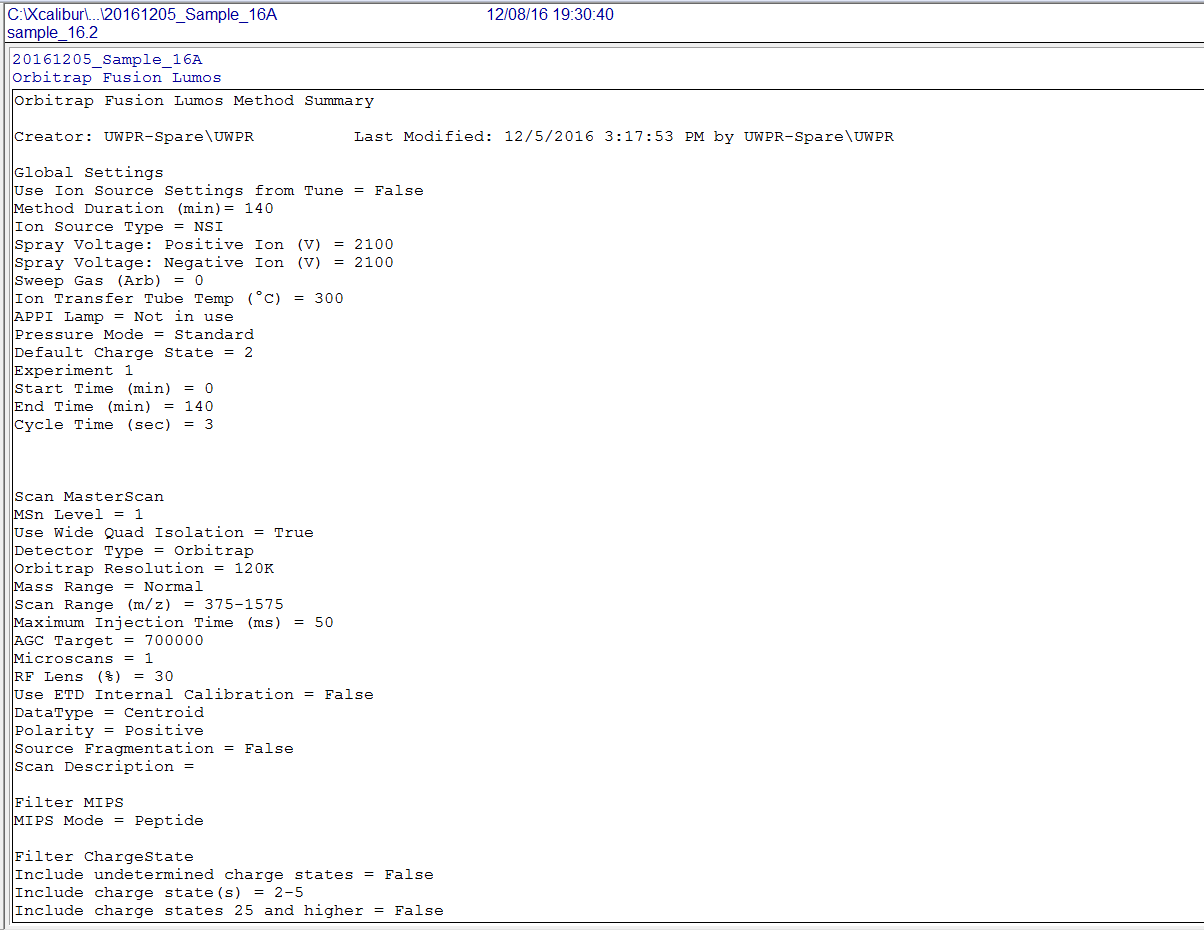 C:\Xcalibur\...\20161205_Sample_16A 12/08/16 19:30:40
sample_16.2
20161205_Sample_16A
Orbitrap Fusion Lumos
Orbitrap Fusion Lumos Method Summary
Creator: UWPR-Spare\UWPR Last Modified: 12/5/2016 3:17:53 PM by UWPR-Spare\UWPR
Global Settings
Use Ion Source Settings from Tune = False
Method Duration (min)= 140
Ion Source Type = NSI
Spray Voltage: Positive Ion (V) = 2100
Spray Voltage: Negative Ion (V) = 2100
Sweep Gas (Arb) = 0
Ion Transfer Tube Temp (°C) = 300
APPI Lamp = Not in use
Pressure Mode = Standard
Default Charge State = 2
Experiment 1
Start Time (min) = 0
End Time (min) = 140
Cycle Time (sec) = 3
Scan MasterScan
MSn Level = 1
Use Wide Quad Isolation = True
Detector Type = Orbitrap
Orbitrap Resolution = 120K
Mass Range = Normal
Scan Range (m/z) = 375-1575
Maximum Injection Time (ms) = 50
AGC Target = 700000
Microscans = 1
RF Lens (%) = 30
Use ETD Internal Calibration = False
DataType = Centroid
Polarity = Positive
Source Fragmentation = False
Scan Description =
Filter MIPS
MIPS Mode = Peptide
Filter ChargeState
Include undetermined charge states = False
Include charge state(s) = 2-5
Include charge states 25 and higher = False